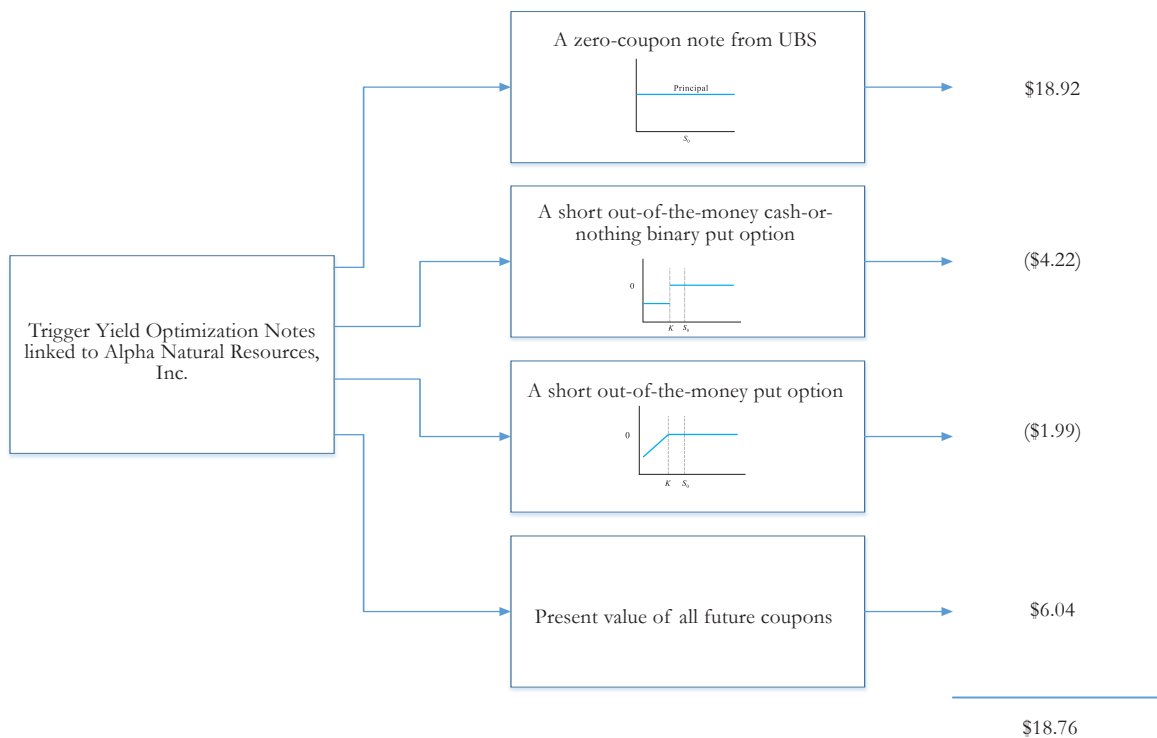 A zero-coupon note from UBS
Principal
S0
$18.92
A short out-of-the-money cash-or-
nothing binary put option
0
K
S0
($4.22)
Trigger Yield Optimization Notes
linked to Alpha Natural Resources,
Inc.
A short out-of-the-money put option
0
K
S0
($1.99)
Present value of all future coupons
$6.04
$18.76